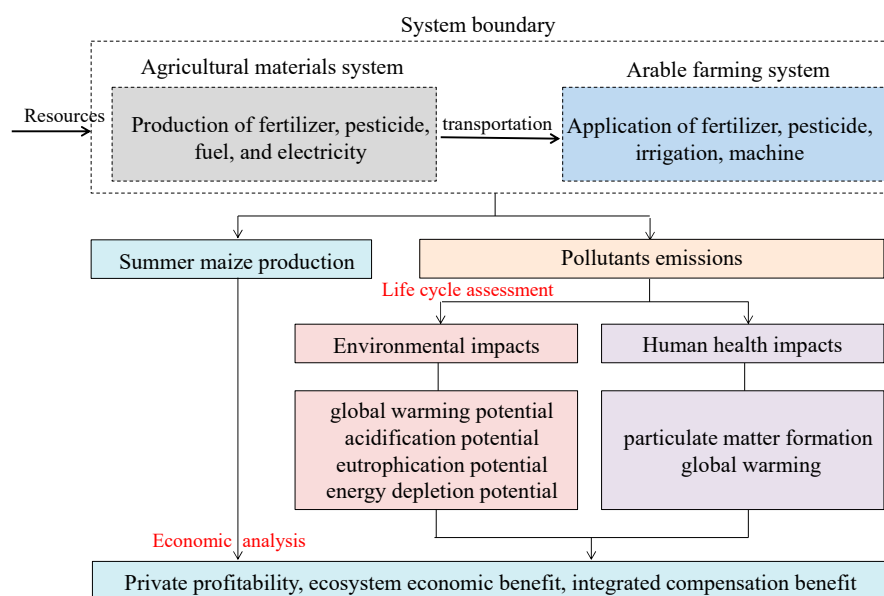 System boundary
Agricultural materials system
Arable farming system
Resources
Production of fertilizer, pesticide,
fuel, and electricity
transportation
Application of fertilizer, pesticide,
irrigation, machine
Summer maize production
Pollutants emissions
Life cycle assessment
Environmental impacts
Human health impacts
global warming potential
acidification potential
eutrophication potential
energy depletion potential
particulate matter formation
global warming
Economic analysis
Private profitability, ecosystem economic benefit, integrated compensation benefit